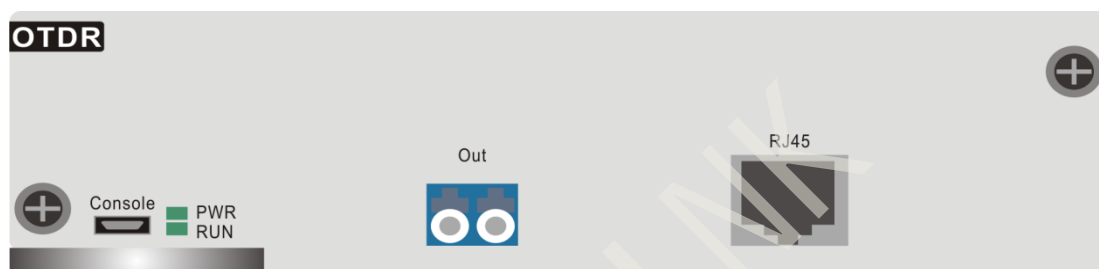 OTDR
Out
RJ45
Console
PWR
RUN